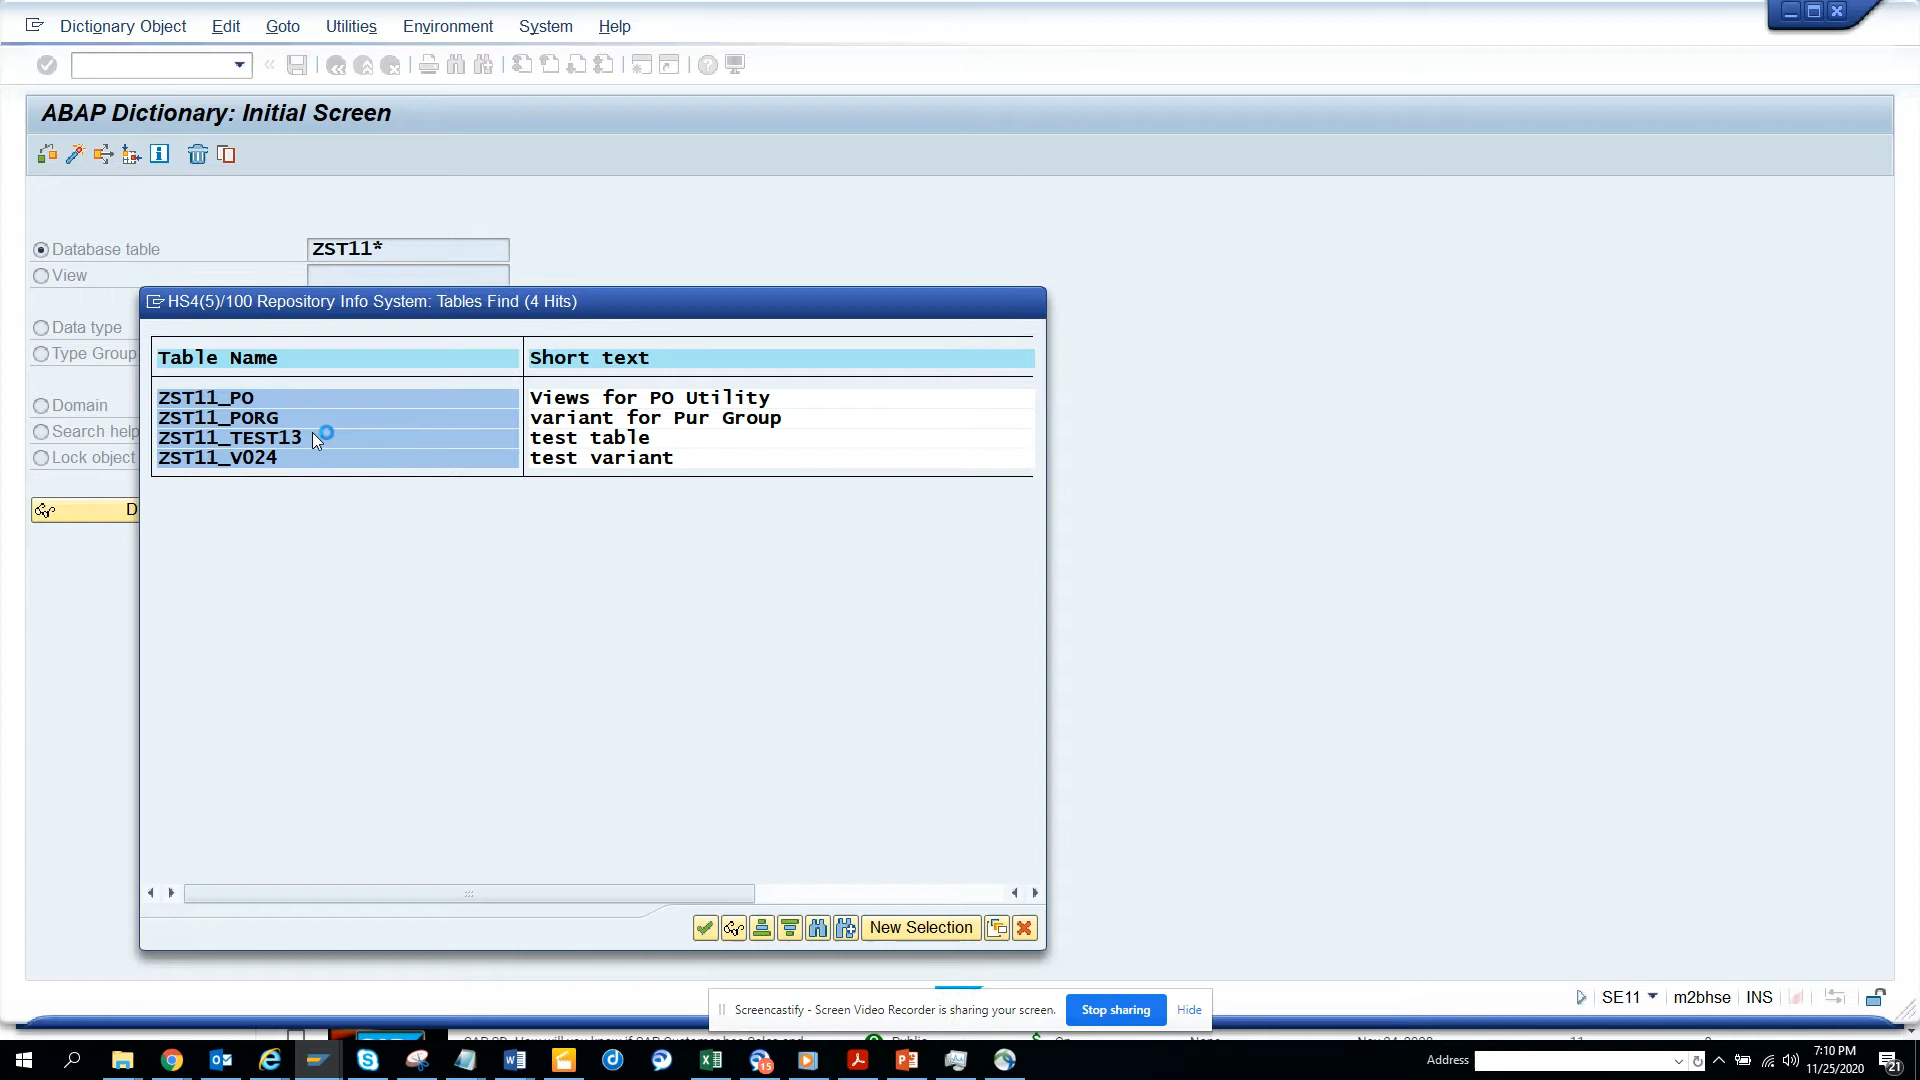 Dictionary Object Edit Goto Utilities Environment System Help
ABAP Dictionary: Initial Screen
Database table ZST11*
View
HS4(5)/100 Repository Info System: Tables Find (4 Hits)
Data type
Type Group
Domain
Search help
Lock object
D
Table Name Short text
ZST11_PO Views for PO Utility
ZST11_PORG variant for Pur Group
ZST11_TEST13 test table
ZST11_V024 test variant
New Selection
SE11 m2bhse INS
Screencastify - Screen Video Recorder is sharing your screen. Stop sharing Hide
15
Address
7:10 PM
11/25/2020
21